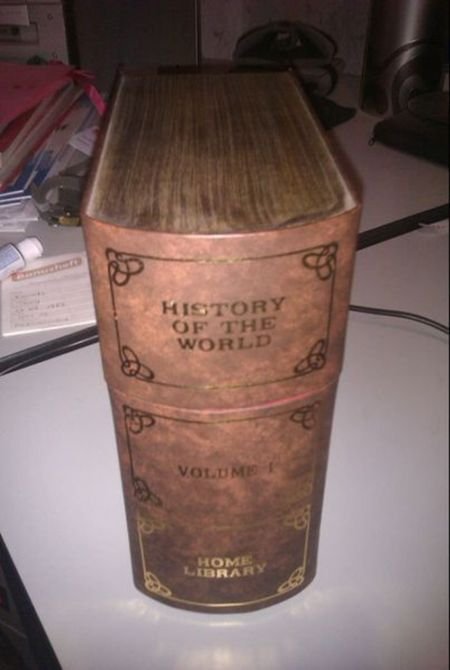 HISTORY
OF THE
WORLD
VOLUME I
HOME
LIBRARY